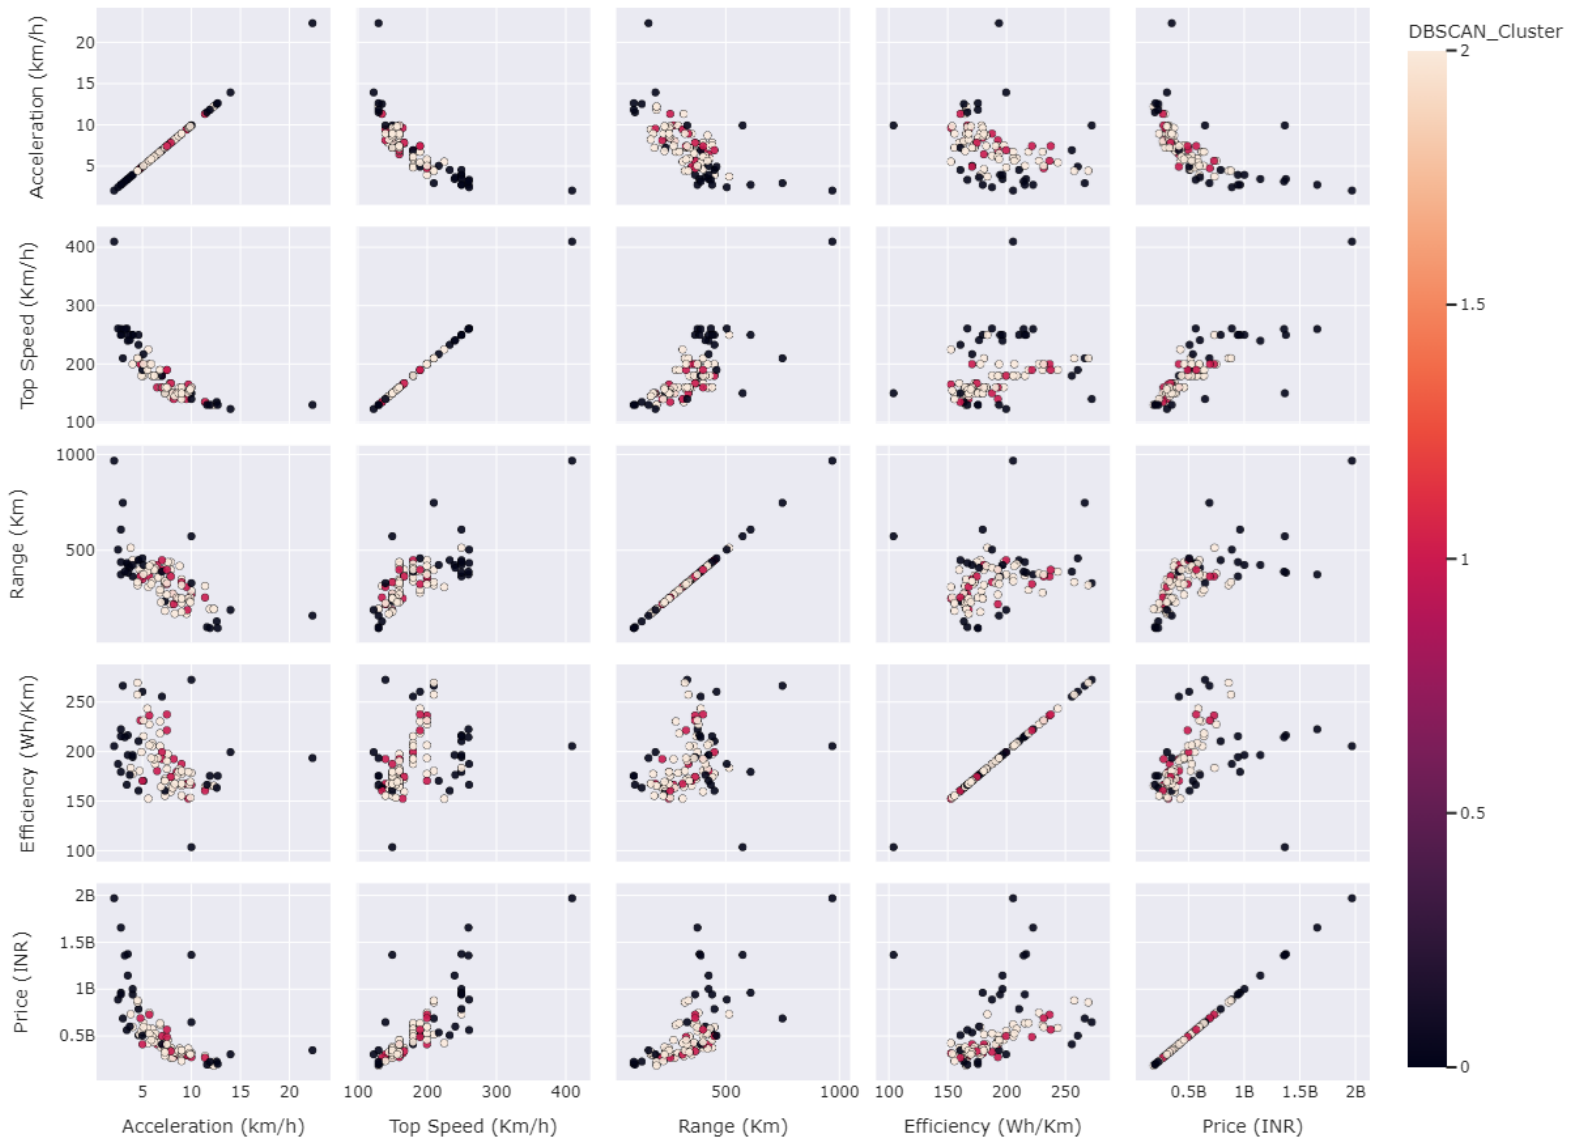 DBSCAN_Cluster
2
1.5
1
0.5
0
Acceleration (km/h)
20
15
10
5
Top Speed (Km/h)
400
300
200
100
Range (Km)
1000
500
Efficiency (Wh/Km)
250
200
150
100
Price (INR)
2B
1.5B
1B
0.5B
5 10 15 20
100 200 300 400
500 1000
100 150 200 250
0.5B 1B 1.5B 2B
Acceleration (km/h)
Top Speed (Km/h)
Range (Km)
Efficiency (Wh/Km)
Price (INR)